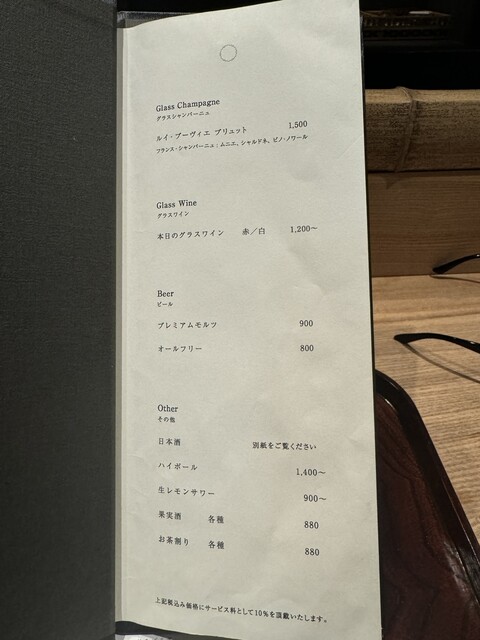 Glass Champagne
グラスシャンパーニュ
ルイ・ブーヴィエ ブリュット 1,500
フランス・シャンパーニュ：ムニエ、シャルドネ、ピノ・ノワール
Glass Wine
グラスワイン
本日のグラスワイン 赤／白 1,200〜
Beer
ビール
プレミアムモルツ 900
オールフリー 800
Other
その他
日本酒 別紙をご覧ください
ハイボール 1,400〜
生レモンサワー 900〜
果実酒 各種 880
お茶割り 各種 880
上記税込み価格にサービス料として10％を頂戴いたします。